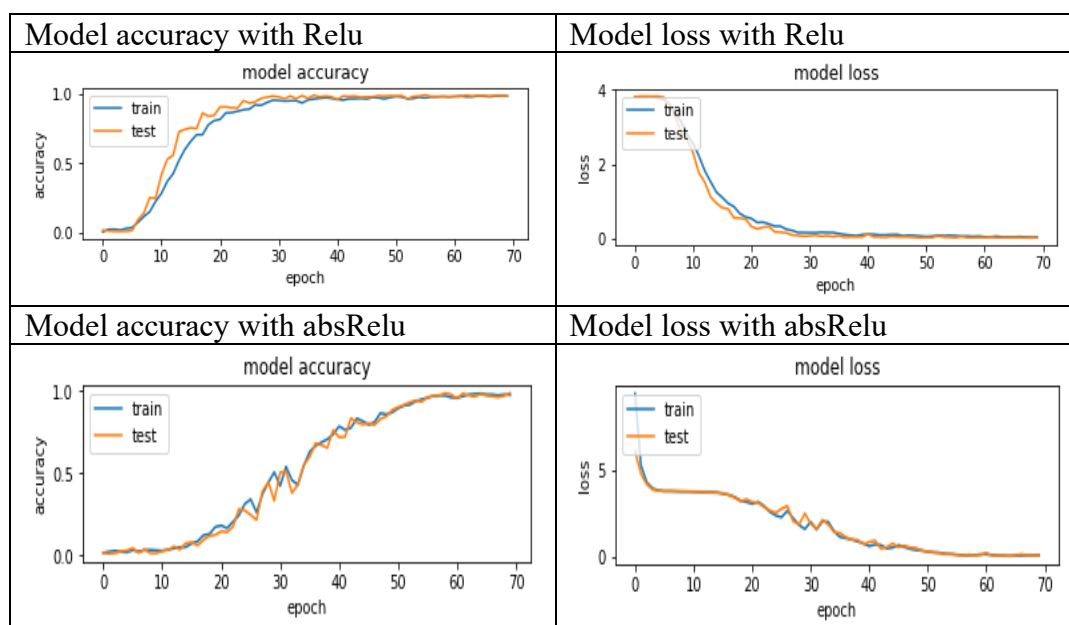 Model accuracy with Relu
Model loss with Relu
model accuracy
1.0
0.5
0.0
accuracy
train
test
0 10 20 30 40 50 60 70
epoch
model loss
4
2
0
loss
train
test
0 10 20 30 40 50 60 70
epoch
Model accuracy with absRelu
Model loss with absRelu
model accuracy
1.0
0.5
0.0
accuracy
train
test
0 10 20 30 40 50 60 70
epoch
model loss
5
0
loss
train
test
0 10 20 30 40 50 60 70
epoch